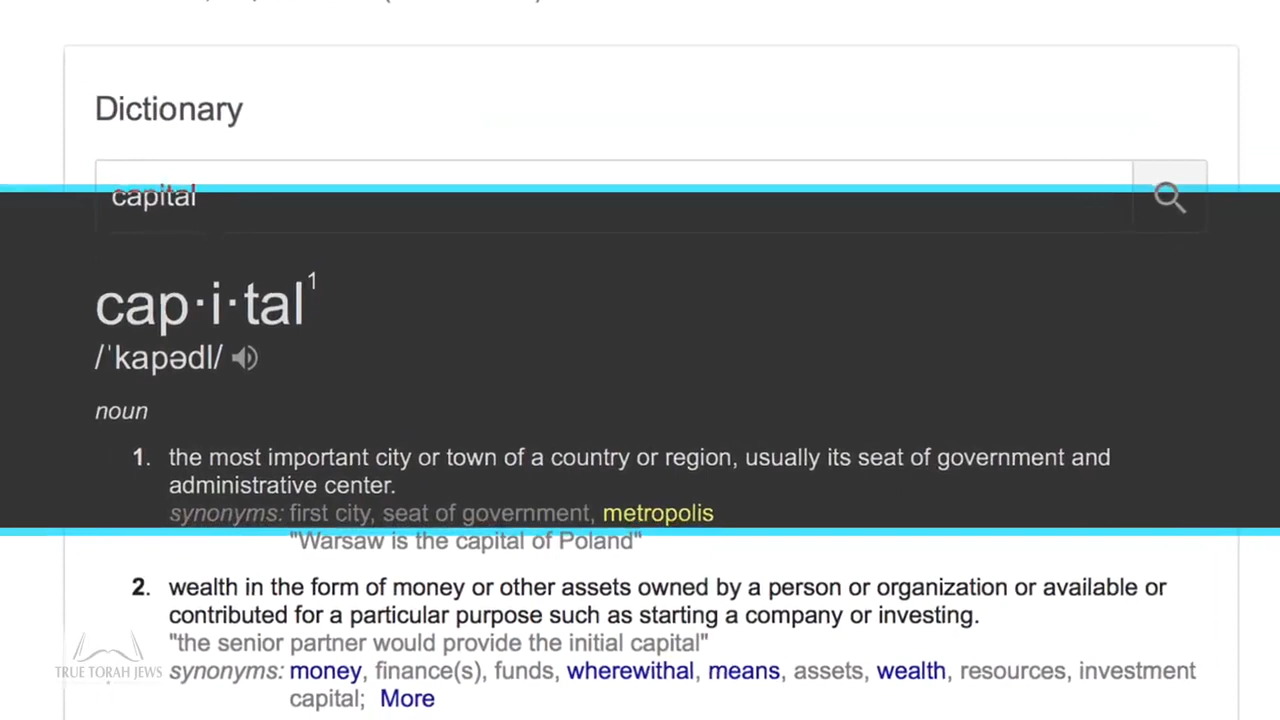 Dictionary
capital
cap·i·tal1
/ˈkapədl/
noun
1. the most important city or town of a country or region, usually its seat of government and
administrative center.
synonyms: first city, seat of government, metropolis
"Warsaw is the capital of Poland"
2. wealth in the form of money or other assets owned by a person or organization or available or
contributed for a particular purpose such as starting a company or investing.
"the senior partner would provide the initial capital"
synonyms: money, finance(s), funds, wherewithal, means, assets, wealth, resources, investment
capital; More
TRUE TORAH JEWS